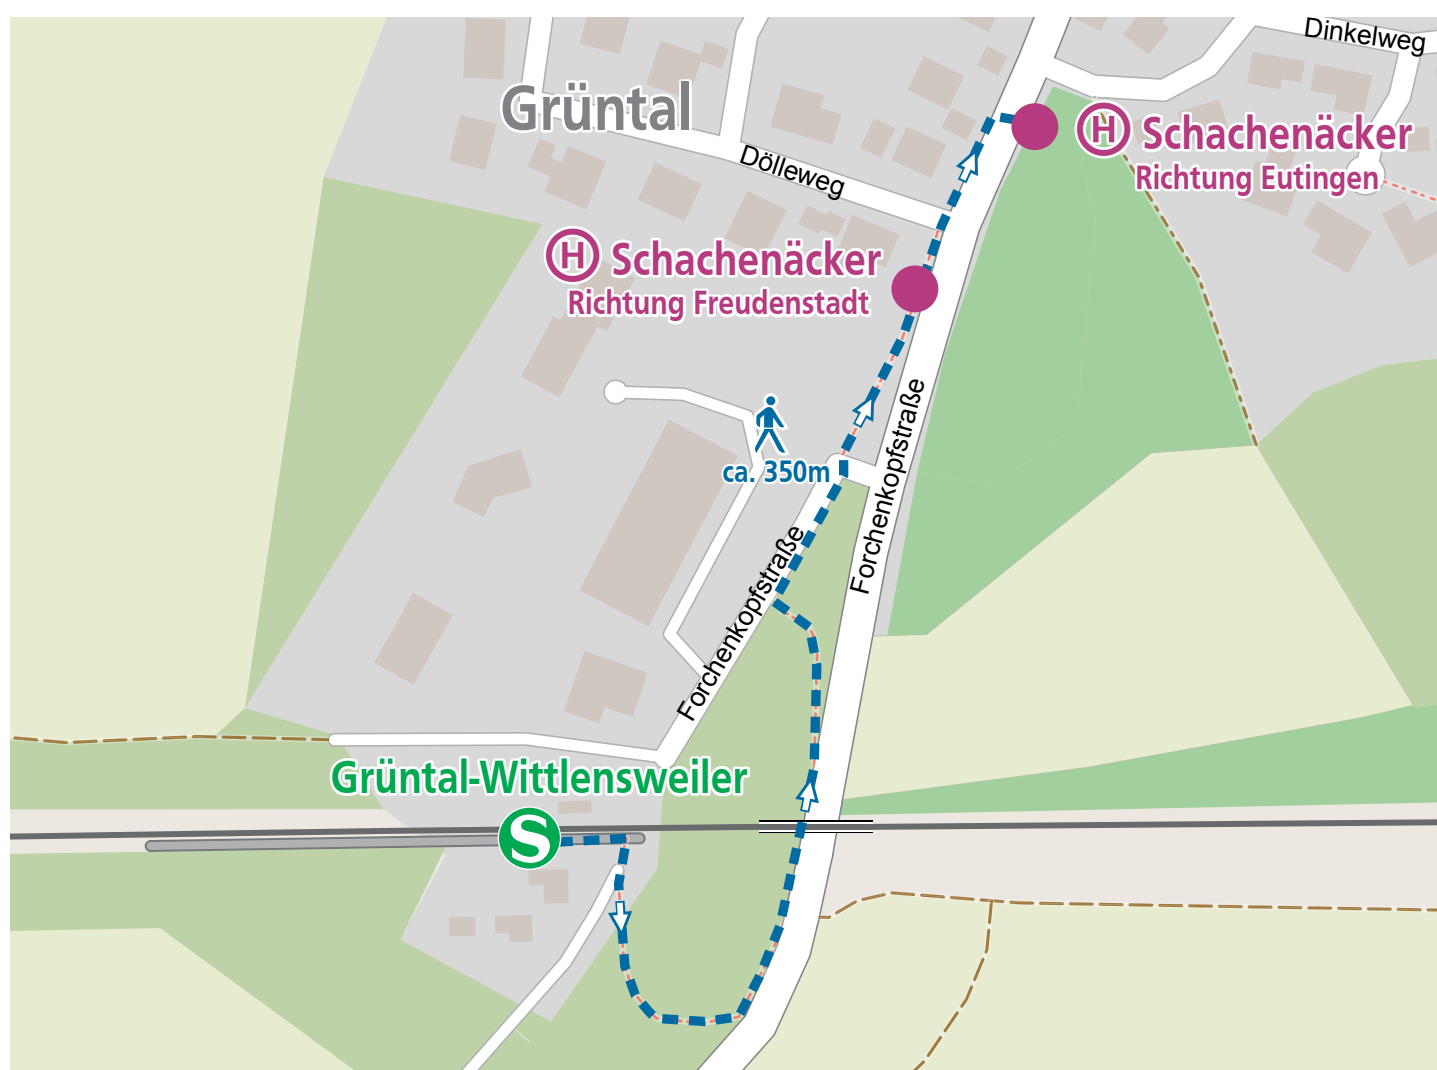 Dinkelweg
Grüntal
H Schachenäcker
Richtung Eutingen
Dölleweg
H Schachenäcker
Richtung Freudenstadt
ca. 350m
Forchenkopfstraße
Forchenkopfstraße
Grüntal-Wittlensweiler
S